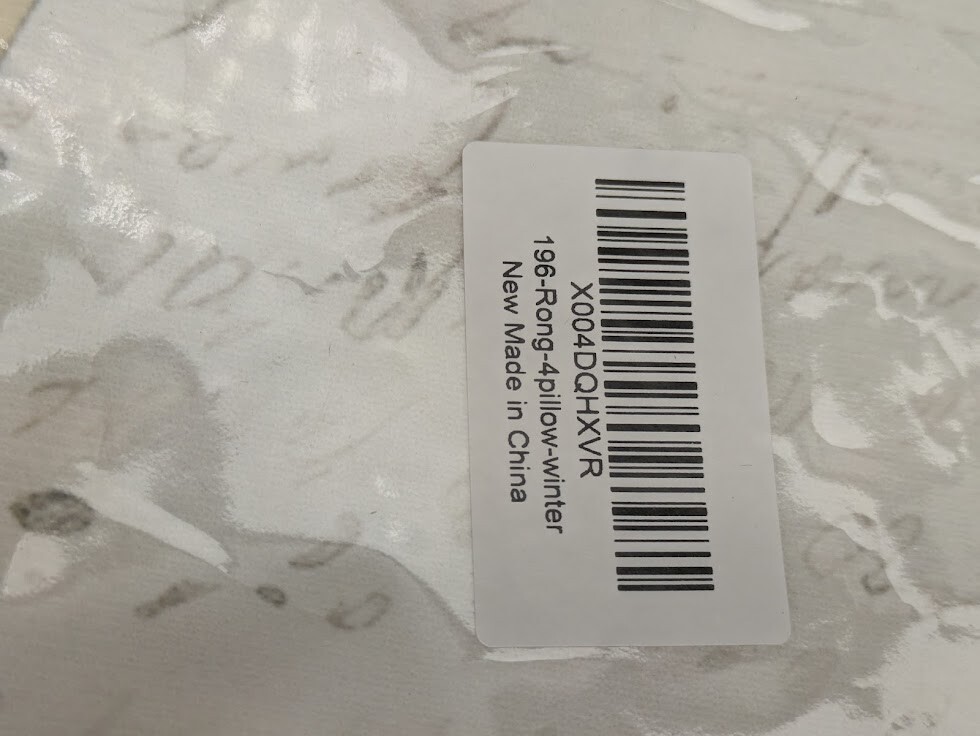 X004DQHXVR
196-Rong-4pillow-winter
New Made in China